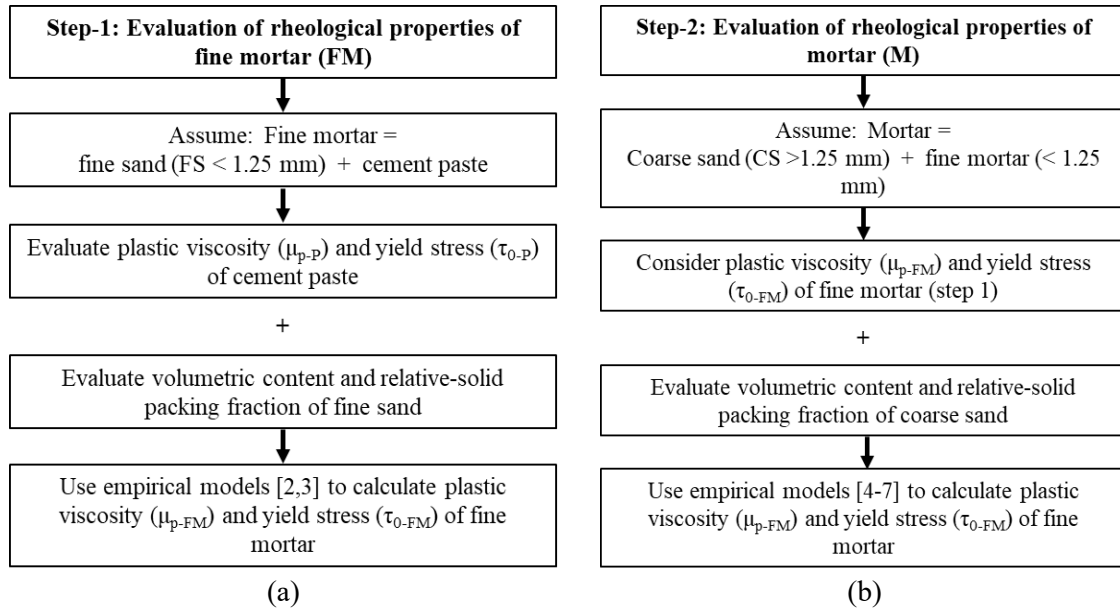 Step-1: Evaluation of rheological properties of
fine mortar (FM)
Assume: Fine mortar =
fine sand (FS < 1.25 mm) + cement paste
Evaluate plastic viscosity (μp-P) and yield stress (τ0-P)
of cement paste
+
Evaluate volumetric content and relative-solid
packing fraction of fine sand
Use empirical models [2,3] to calculate plastic
viscosity (μp-FM) and yield stress (τ0-FM) of fine
mortar
(a)
Step-2: Evaluation of rheological properties of
mortar (M)
Assume: Mortar =
Coarse sand (CS >1.25 mm) + fine mortar (< 1.25
mm)
Consider plastic viscosity (μp-FM) and yield stress
(τ0-FM) of fine mortar (step 1)
+
Evaluate volumetric content and relative-solid
packing fraction of coarse sand
Use empirical models [4-7] to calculate plastic
viscosity (μp-FM) and yield stress (τ0-FM) of fine
mortar
(b)